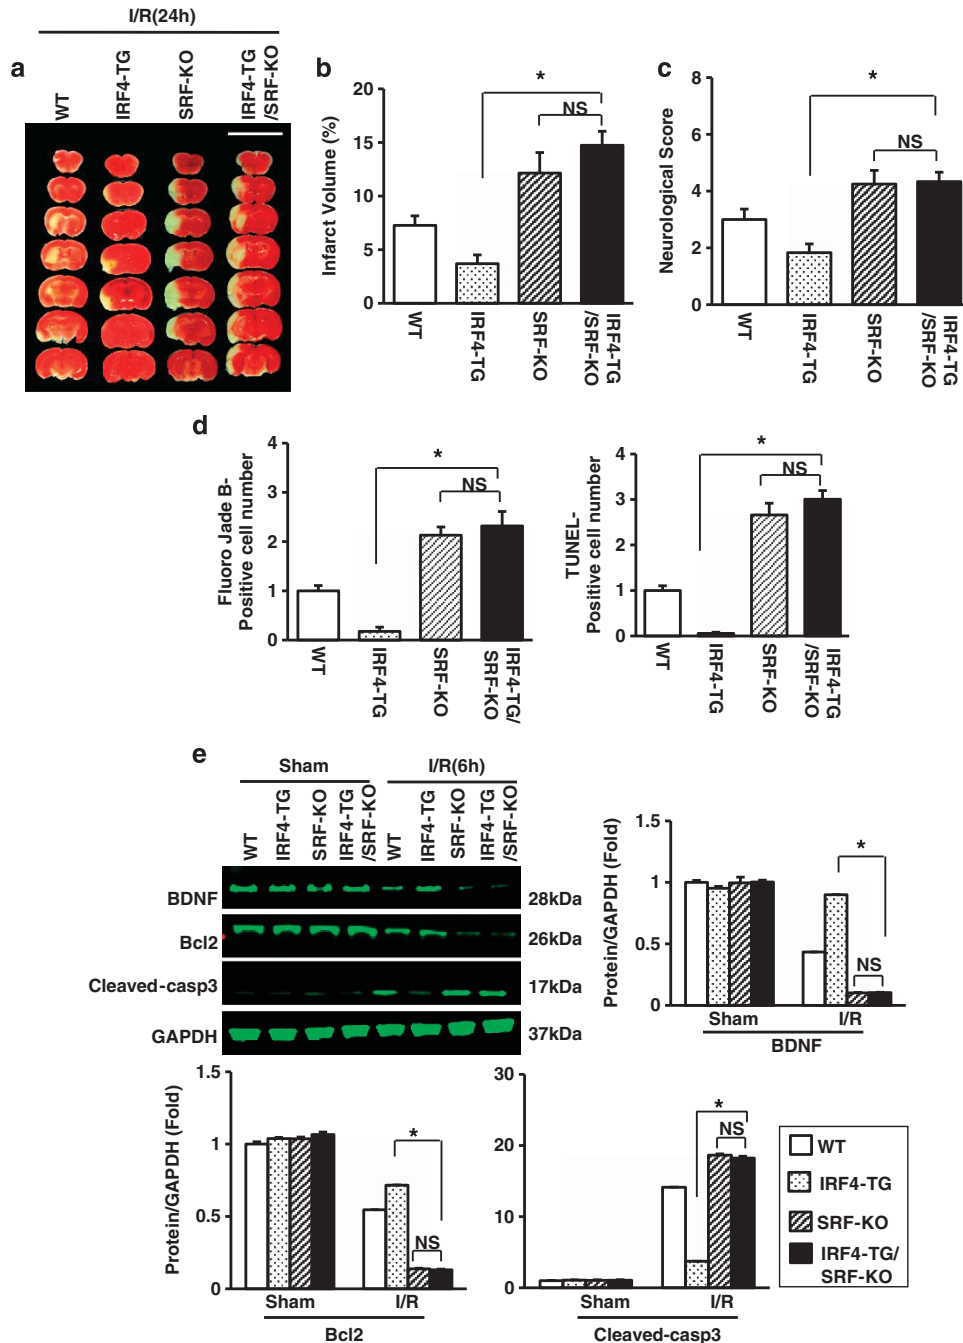 I/R(24h)
a
WT
IRF4-TG
SRF-KO
IRF4-TG
/SRF-KO
b
Infarct Volume (%)
20
15
10
5
0
*
NS
WT
IRF4-TG
SRF-KO
IRF4-TG
/SRF-KO
c
Neurological Score
8
6
4
2
0
*
NS
WT
IRF4-TG
SRF-KO
IRF4-TG
/SRF-KO
d
Fluoro Jade B-
Positive cell number
4
3
2
1
0
*
NS
WT
IRF4-TG
SRF-KO
IRF4-TG/
SRF-KO
TUNEL-
Positive cell number
4
3
2
1
0
*
NS
WT
IRF4-TG
SRF-KO
IRF4-TG
/SRF-KO
e
Sham
I/R(6h)
WT
IRF4-TG
SRF-KO
IRF4-TG
/SRF-KO
WT
IRF4-TG
SRF-KO
IRF4-TG
/SRF-KO
BDNF
28kDa
Bcl2
26kDa
Cleaved-casp3
17kDa
GAPDH
37kDa
Protein/GAPDH (Fold)
1.5
1
0.5
0
*
NS
Sham
I/R
BDNF
Protein/GAPDH (Fold)
1.5
1
0.5
0
*
NS
Sham
I/R
Bcl2
30
20
10
0
*
NS
Sham
I/R
Cleaved-casp3
WT
IRF4-TG
SRF-KO
IRF4-TG/
SRF-KO